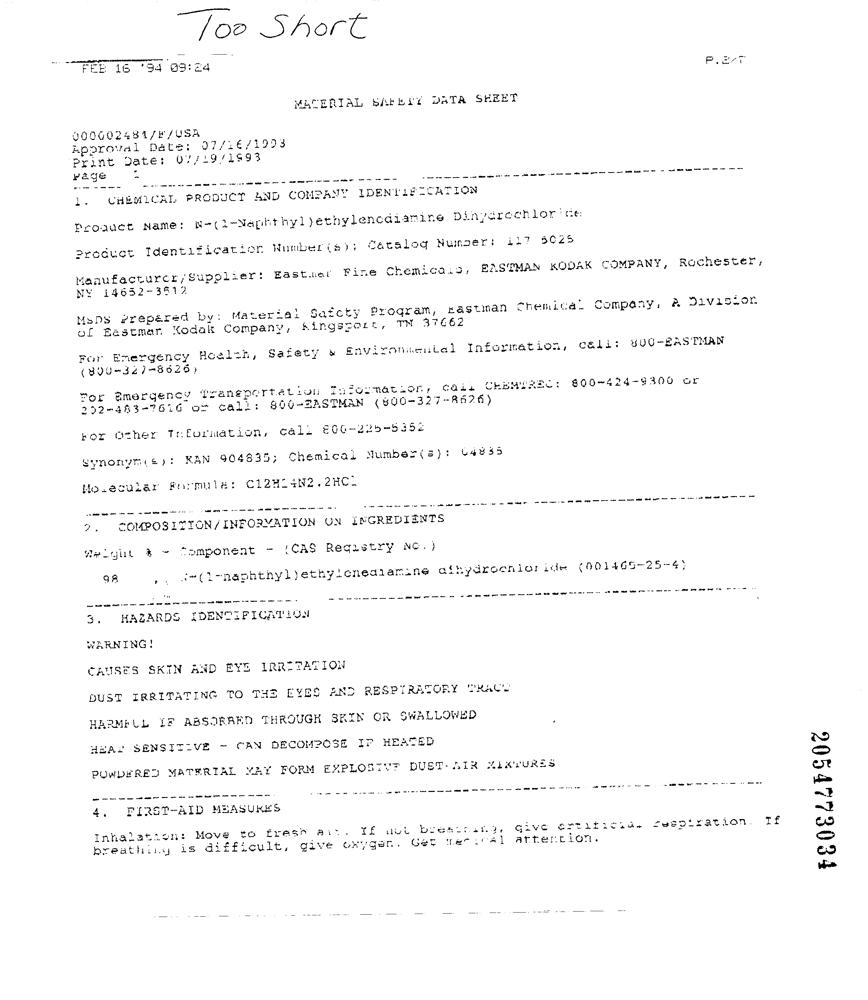 Too Short
FEB 16 '94 09:24
P.2/7
MATERIAL SAFETY DATA SHEET
000002484/F/USA
Approval Date: 07/16/1993
Print Date: 07/19/1993
Page 1
1. CHEMICAL PRODUCT AND COMPANY IDENTIFICATION
Product Name: N-(1-Naphthyl)ethylenediamine Dihydrochloride
Product Identification Number(s): Catalog Number: 117 5025
Manufacturer/Supplier: Eastman Fine Chemicals, EASTMAN KODAK COMPANY, Rochester,
NY 14652-3512
MSDS Prepared by: Material Safety Program, Eastman Chemical Company, A Division
of Eastman Kodak Company, Kingsport, TN 37662
For Emergency Health, Safety & Environmental Information, call: 800-EASTMAN
(800-327-8626)
For Emergency Transportation Information, call CHEMTREC: 800-424-9300 or
202-483-7616 or call: 800-EASTMAN (800-327-8626)
For Other Information, call 800-225-5352
Synonym(s): KAN 904835; Chemical Number(s): 04835
Molecular Formula: C12H14N2.2HCl
2. COMPOSITION/INFORMATION ON INGREDIENTS
Weight % - Component - (CAS Registry No.)
98 N-(1-naphthyl)ethylenediamine dihydrochloride (001465-25-4)
3. HAZARDS IDENTIFICATION
WARNING!
CAUSES SKIN AND EYE IRRITATION
DUST IRRITATING TO THE EYES AND RESPIRATORY TRACT
HARMFUL IF ABSORBED THROUGH SKIN OR SWALLOWED
HEAT SENSITIVE - CAN DECOMPOSE IF HEATED
POWDERED MATERIAL MAY FORM EXPLOSIVE DUST-AIR MIXTURES
4. FIRST-AID MEASURES
Inhalation: Move to fresh air. If not breathing, give artificial respiration. If
breathing is difficult, give oxygen. Get medical attention.
2054773034